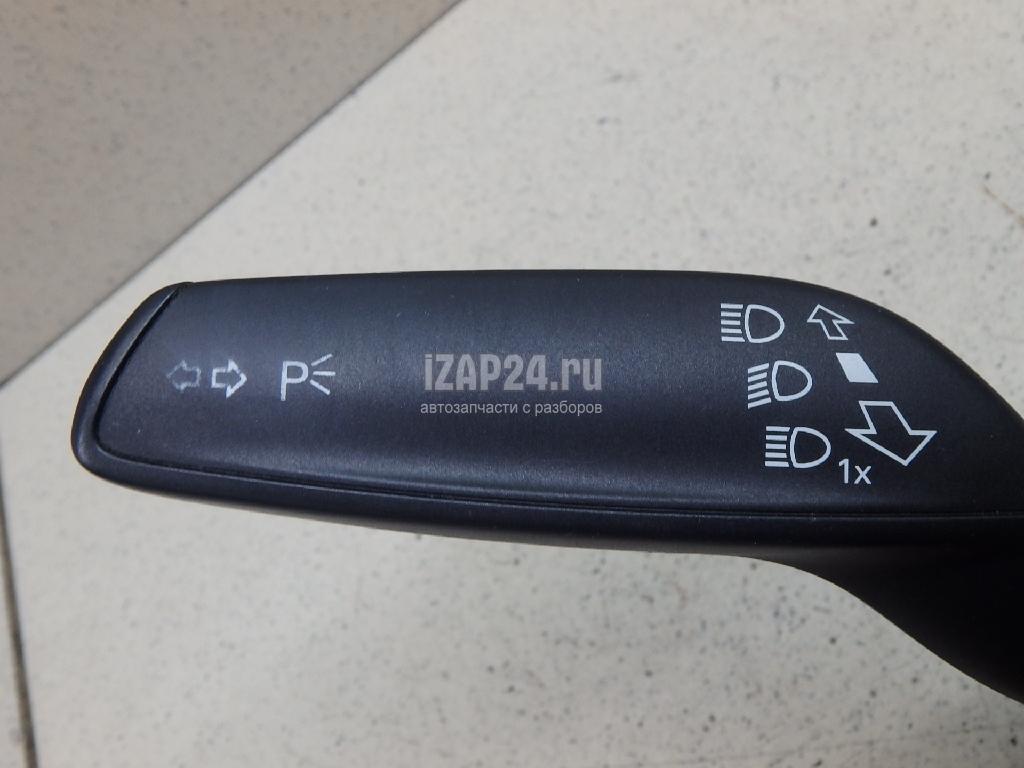 P
iZAP24.ru
автозапчасти с разборов
1x